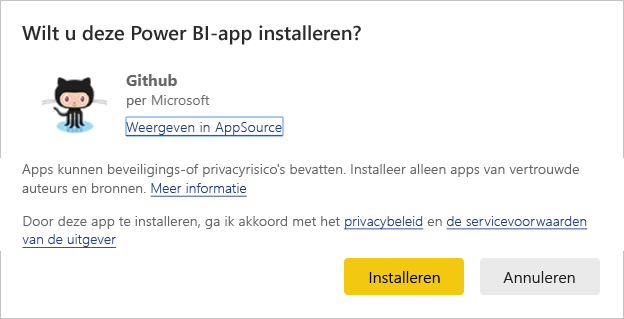 Wilt u deze Power BI-app installeren?
Github
per Microsoft
Weergeven in AppSource
Apps kunnen beveiligings-of privacyrisico's bevatten. Installeer alleen apps van vertrouwde
auteurs en bronnen. Meer informatie
Door deze app te installeren, ga ik akkoord met het privacybeleid en de servicevoorwaarden
van de uitgever
Installeren Annuleren